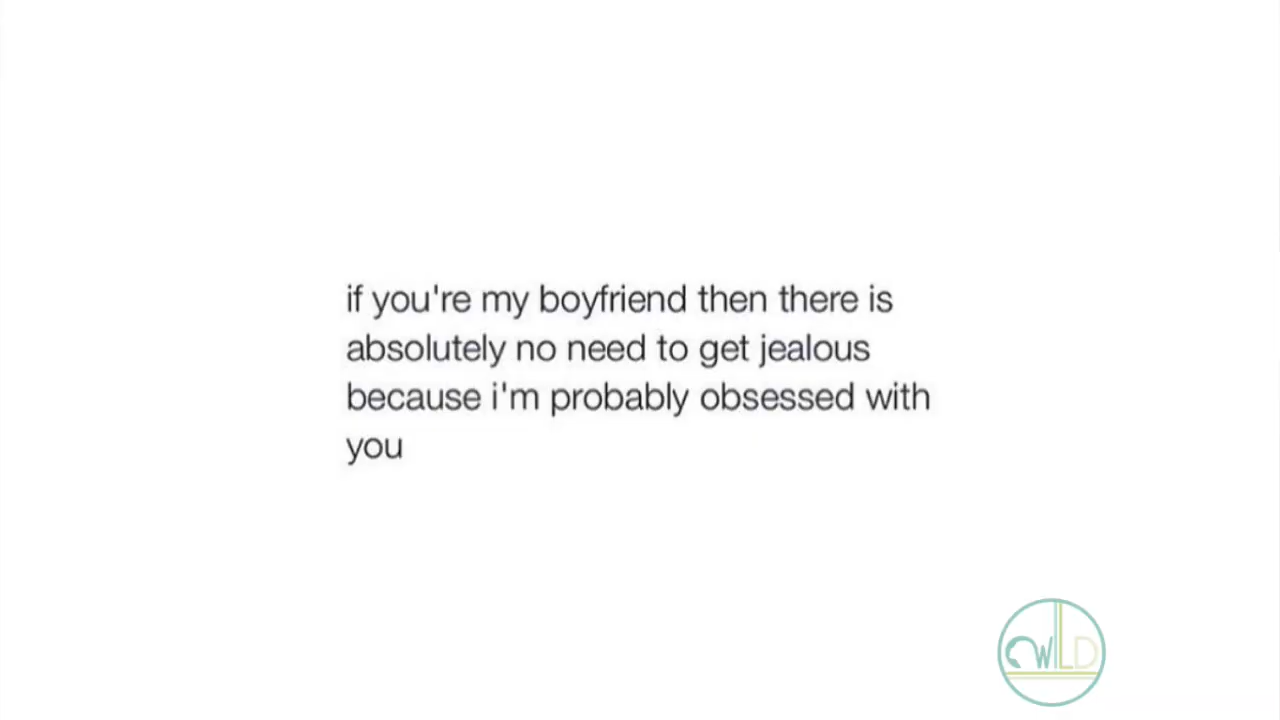 if you're my boyfriend then there is
absolutely no need to get jealous
because i'm probably obsessed with
you
WLD